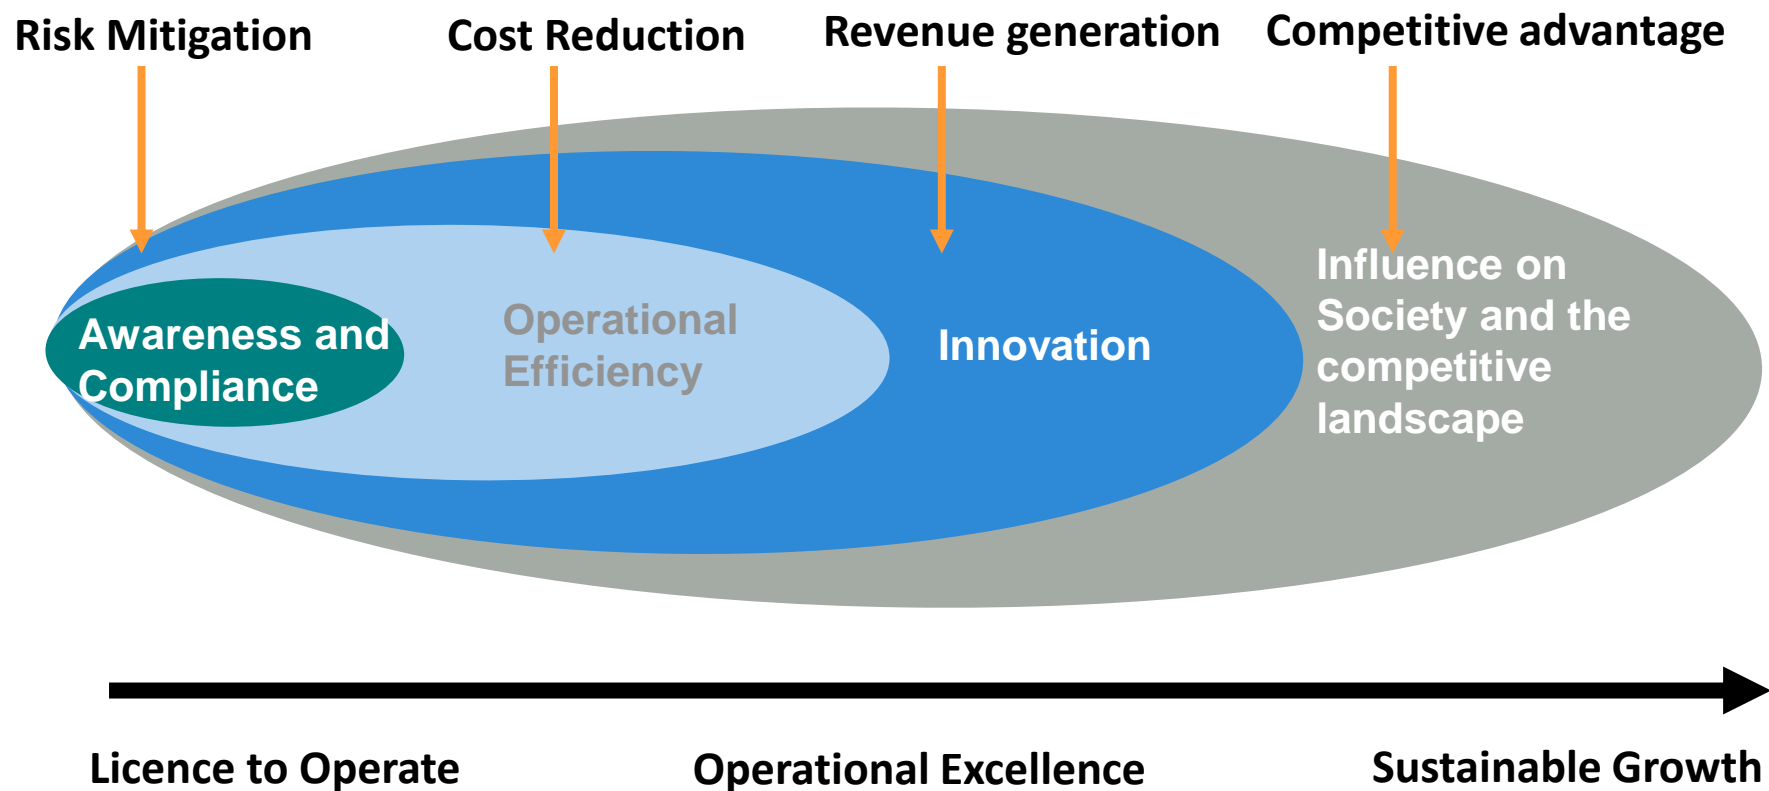 Risk Mitigation
Cost Reduction
Revenue generation
Competitive advantage
Awareness and
Compliance
Operational
Efficiency
Innovation
Influence on
Society and the
competitive
landscape
Licence to Operate
Operational Excellence
Sustainable Growth